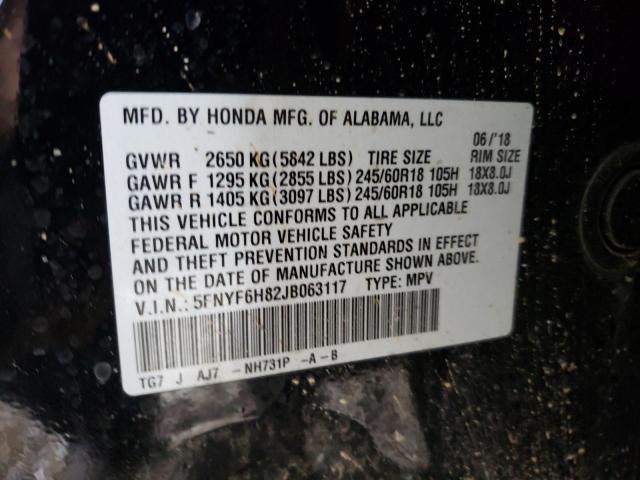 MFD. BY HONDA MFG. OF ALABAMA, LLC
06/'18
GVWR 2650 KG (5842 LBS) TIRE SIZE RIM SIZE
GAWR F 1295 KG (2855 LBS) 245/60R18 105H 18X8.0J
GAWR R 1405 KG (3097 LBS) 245/60R18 105H 18X8.0J
THIS VEHICLE CONFORMS TO ALL APPLICABLE
FEDERAL MOTOR VEHICLE SAFETY
AND THEFT PREVENTION STANDARDS IN EFFECT
ON THE DATE OF MANUFACTURE SHOWN ABOVE.
V.I.N.: 5FNYF6H82JB063117 TYPE: MPV
TG7 J AJ7 -NH731P -A-B